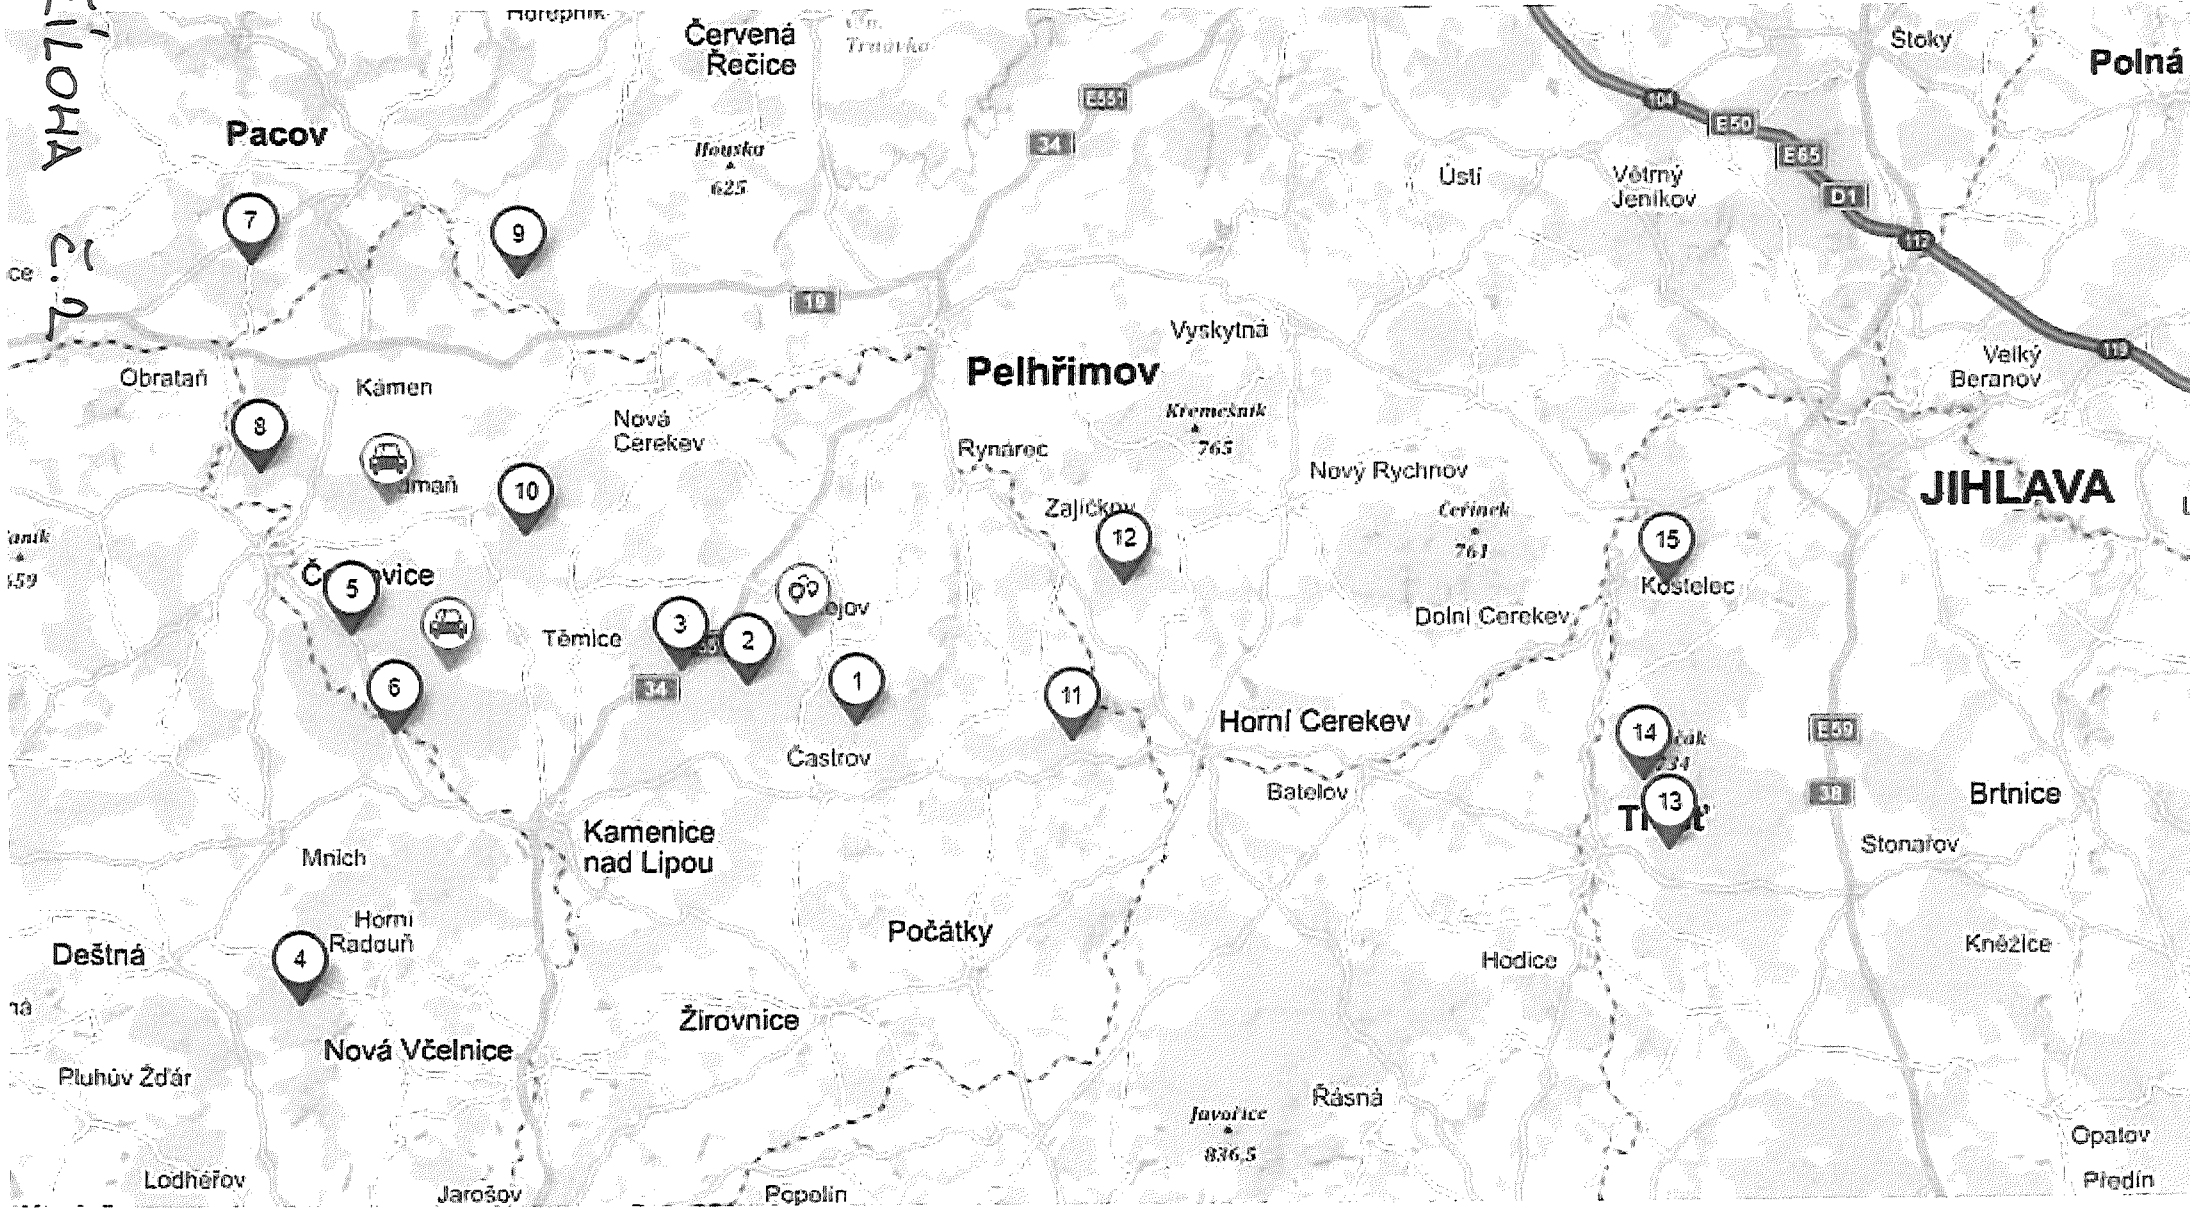 Červená
Řečice
Štoky
Polná
Pacov
E551
34
Houska
625
104
E50
E65
D1
112
119
Ústí
Větrný
Jeníkov
7
9
ce
č. 2
19
Vyskytná
Velký
Beranov
Obrataň
Kámen
Pelhřimov
Křemešník
765
8
Nová
Cerekev
Rynárec
Nový Rychnov
Čeřínek
761
JIHLAVA
10
12
15
Kostelec
5
Těmice
3
2
Dolní Cerekev
6
34
1
11
Horní Cerekev
14
E59
Častrov
Batelov
13
38
Brtnice
Kamenice
nad Lipou
Mnich
Stonařov
Horní
Radouň
Deštná
4
Počátky
Hodice
Kněžice
Žirovnice
Nová Včelnice
Pluhův Žďár
Řásná
Javořice
836,5
Opatov
Lodhéřov
Jarošov
Popelín
Předín